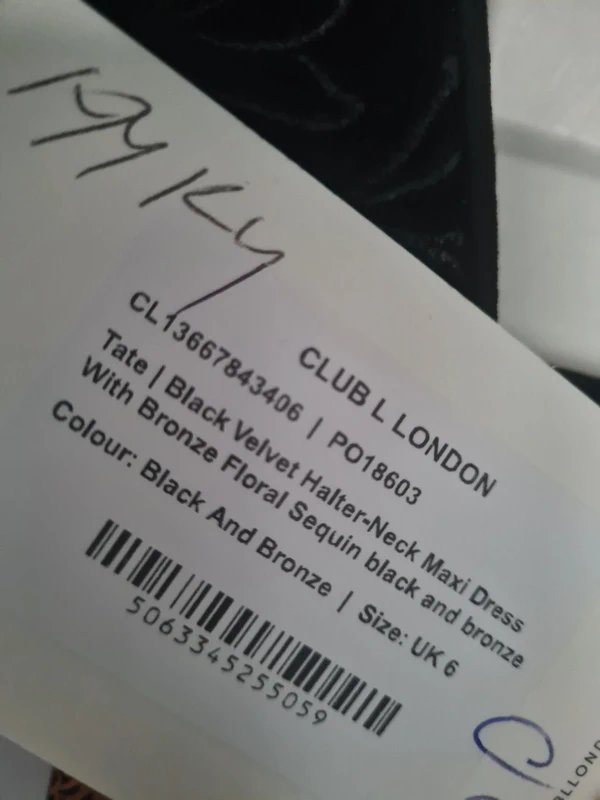 CLUB L LONDON
CL13667843406 | PO18603
Tate | Black Velvet Halter-Neck Maxi Dress
With Bronze Floral Sequin black and bronze
Colour: Black And Bronze | Size: UK 6
5063345255059